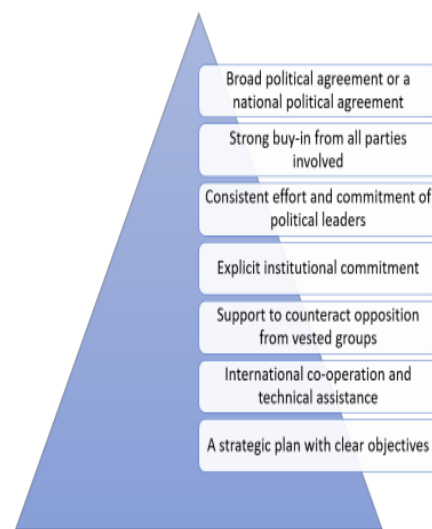 Broad political agreement or a
national political agreement
Strong buy-in from all parties
involved
Consistent effort and commitment of
political leaders
Explicit institutional commitment
Support to counteract opposition
from vested groups
International co-operation and
technical assistance
A strategic plan with clear objectives